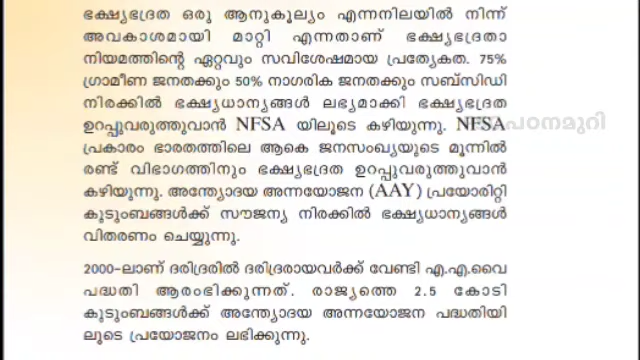 ഭക്ഷ്യഭദ്രത ഒരു ആനുകൂല്യം എന്നനിലയിൽ നിന്ന്
അവകാശമായി മാറ്റി എന്നതാണ് ഭക്ഷ്യഭദ്രതാ
നിയമത്തിന്റെ ഏറ്റവും സവിശേഷമായ പ്രത്യേകത. 75%
ഗ്രാമീണ ജനതക്കും 50% നാഗരിക ജനതക്കും സബ്സിഡി
നിരക്കിൽ ഭക്ഷ്യധാന്യങ്ങൾ ലഭ്യമാക്കി ഭക്ഷ്യഭദ്രത
ഉറപ്പുവരുത്തുവാൻ NFSA യിലൂടെ കഴിയുന്നു. NFSA
പഠനമുറി
പ്രകാരം ഭാരതത്തിലെ ആകെ ജനസംഖ്യയുടെ മൂന്നിൽ
രണ്ട് വിഭാഗത്തിനും ഭക്ഷ്യഭദ്രത ഉറപ്പുവരുത്തുവാൻ
കഴിയുന്നു. അന്ത്യോദയ അന്നയോജന (AAY) പ്രയോരിറ്റി
കുടുംബങ്ങൾക്ക് സൗജന്യ നിരക്കിൽ ഭക്ഷ്യധാന്യങ്ങൾ
വിതരണം ചെയ്യുന്നു.
2000-ലാണ് ദരിദ്രരിൽ ദരിദ്രരായവർക്ക് വേണ്ടി എ.എ.വൈ
പദ്ധതി ആരംഭിക്കുന്നത്. രാജ്യത്തെ 2.5 കോടി
കുടുംബങ്ങൾക്ക് അന്ത്യോദയ അന്നയോജന പദ്ധതിയി
ലൂടെ പ്രയോജനം ലഭിക്കുന്നു.